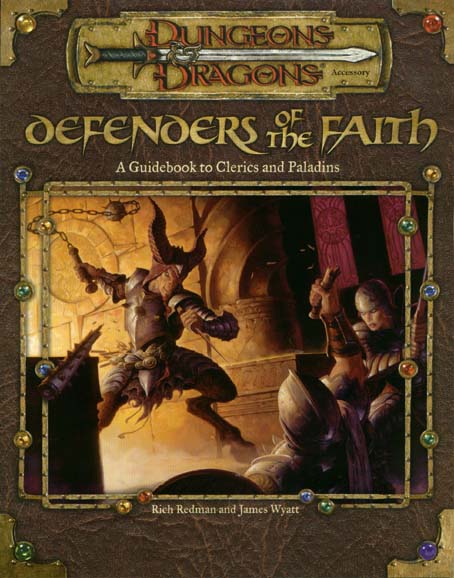 DUNGEONS
& DRAGONS
Accessory
DEFENDERS OF THE FAITH
A Guidebook to Clerics and Paladins
Rich Redman and James Wyatt